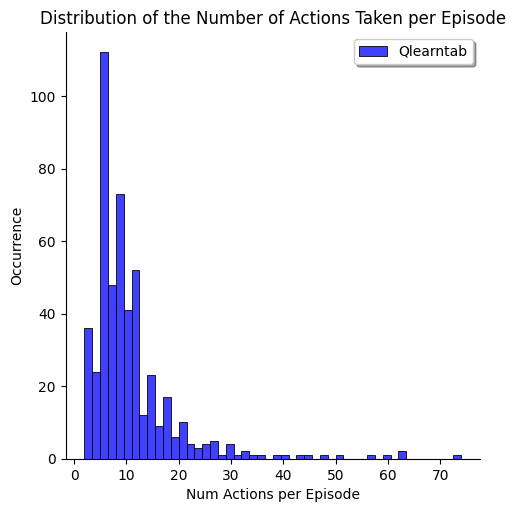 Distribution of the Number of Actions Taken per Episode
Qlearntab
Occurrence
100
80
60
40
20
0
0 10 20 30 40 50 60 70
Num Actions per Episode